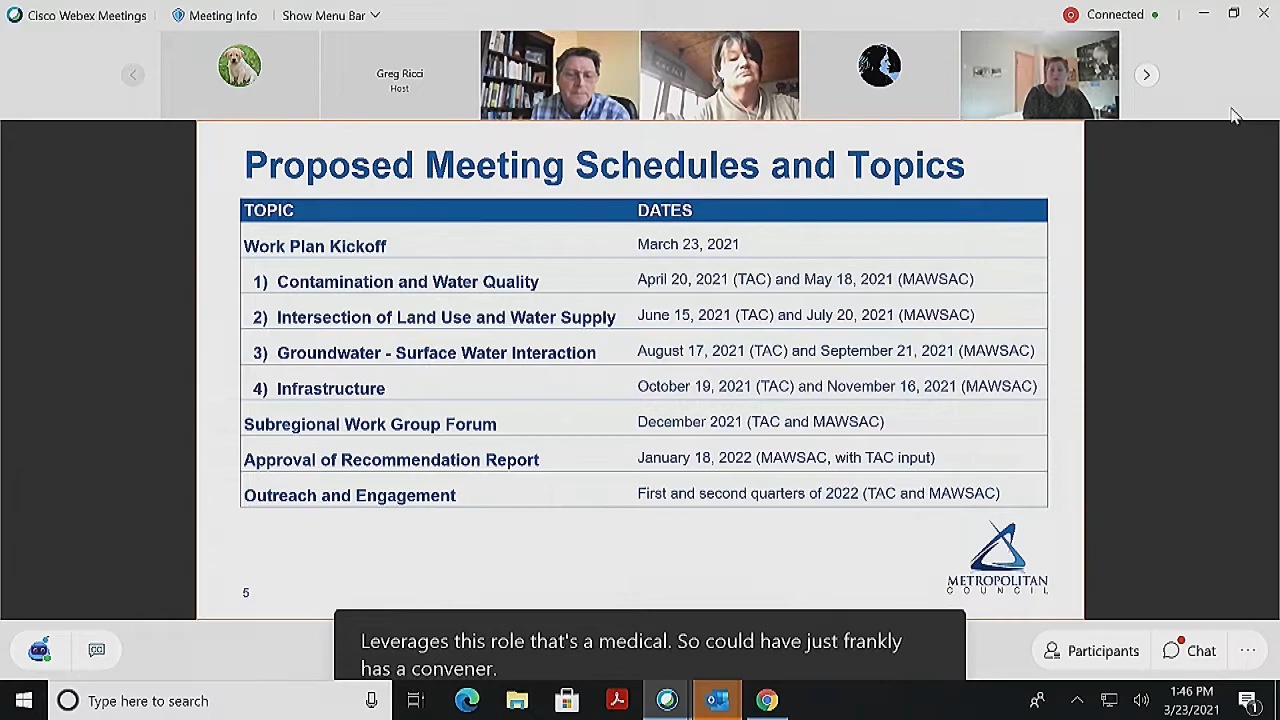 Cisco Webex Meetings
Meeting Info
Show Menu Bar
Connected
Greg Ricci
Host
Proposed Meeting Schedules and Topics
TOPIC DATES
Work Plan Kickoff March 23, 2021
1) Contamination and Water Quality April 20, 2021 (TAC) and May 18, 2021 (MAWSAC)
2) Intersection of Land Use and Water Supply June 15, 2021 (TAC) and July 20, 2021 (MAWSAC)
3) Groundwater - Surface Water Interaction August 17, 2021 (TAC) and September 21, 2021 (MAWSAC)
4) Infrastructure October 19, 2021 (TAC) and November 16, 2021 (MAWSAC)
Subregional Work Group Forum December 2021 (TAC and MAWSAC)
Approval of Recommendation Report January 18, 2022 (MAWSAC, with TAC input)
Outreach and Engagement First and second quarters of 2022 (TAC and MAWSAC)
METROPOLITAN
COUNCIL
5
Leverages this role that's a medical. So could have just frankly
has a convener.
CC
Participants
Chat
Type here to search
1:46 PM
3/23/2021
1